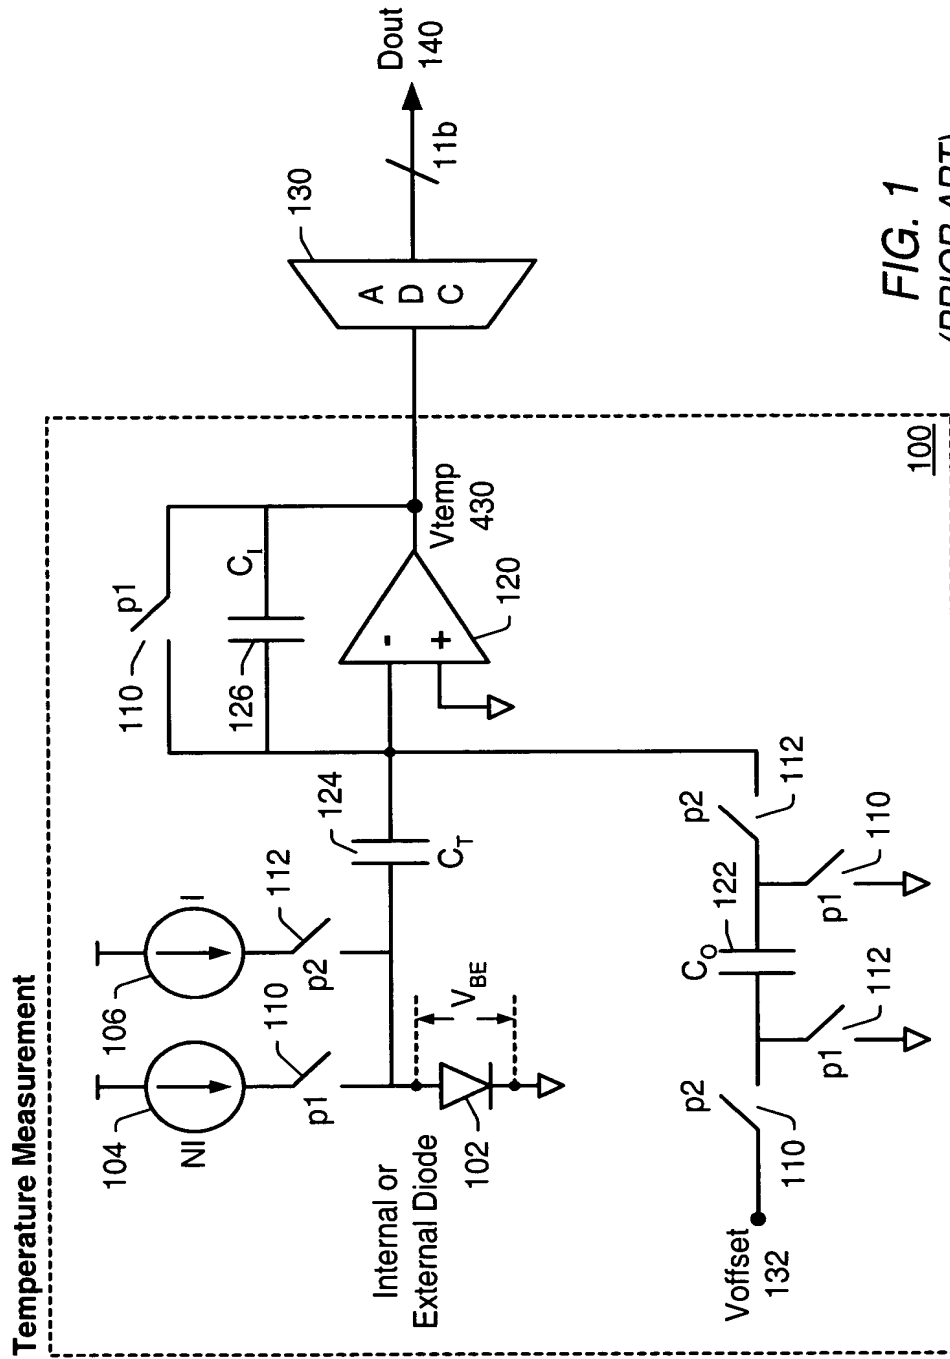 Temperature Measurement
104
NI
106
I
p1
110
p2
112
Internal or
External Diode
102
V_BE
124
C_T
110
p1
126
C_I
-
+
120
Vtemp
430
A
D
C
130
11b
Dout
140
Voffset
132
p2
110
p1
112
C_O
122
p1
110
p2
112
100
FIG. 1
(PRIOR ART)